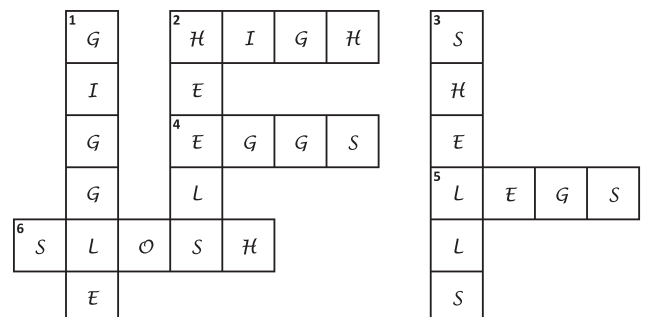 1 G 2 H I G H 3 S
I E H
G 4 E G G S E
G L 5 L E G S
6 S L O S H L
E S